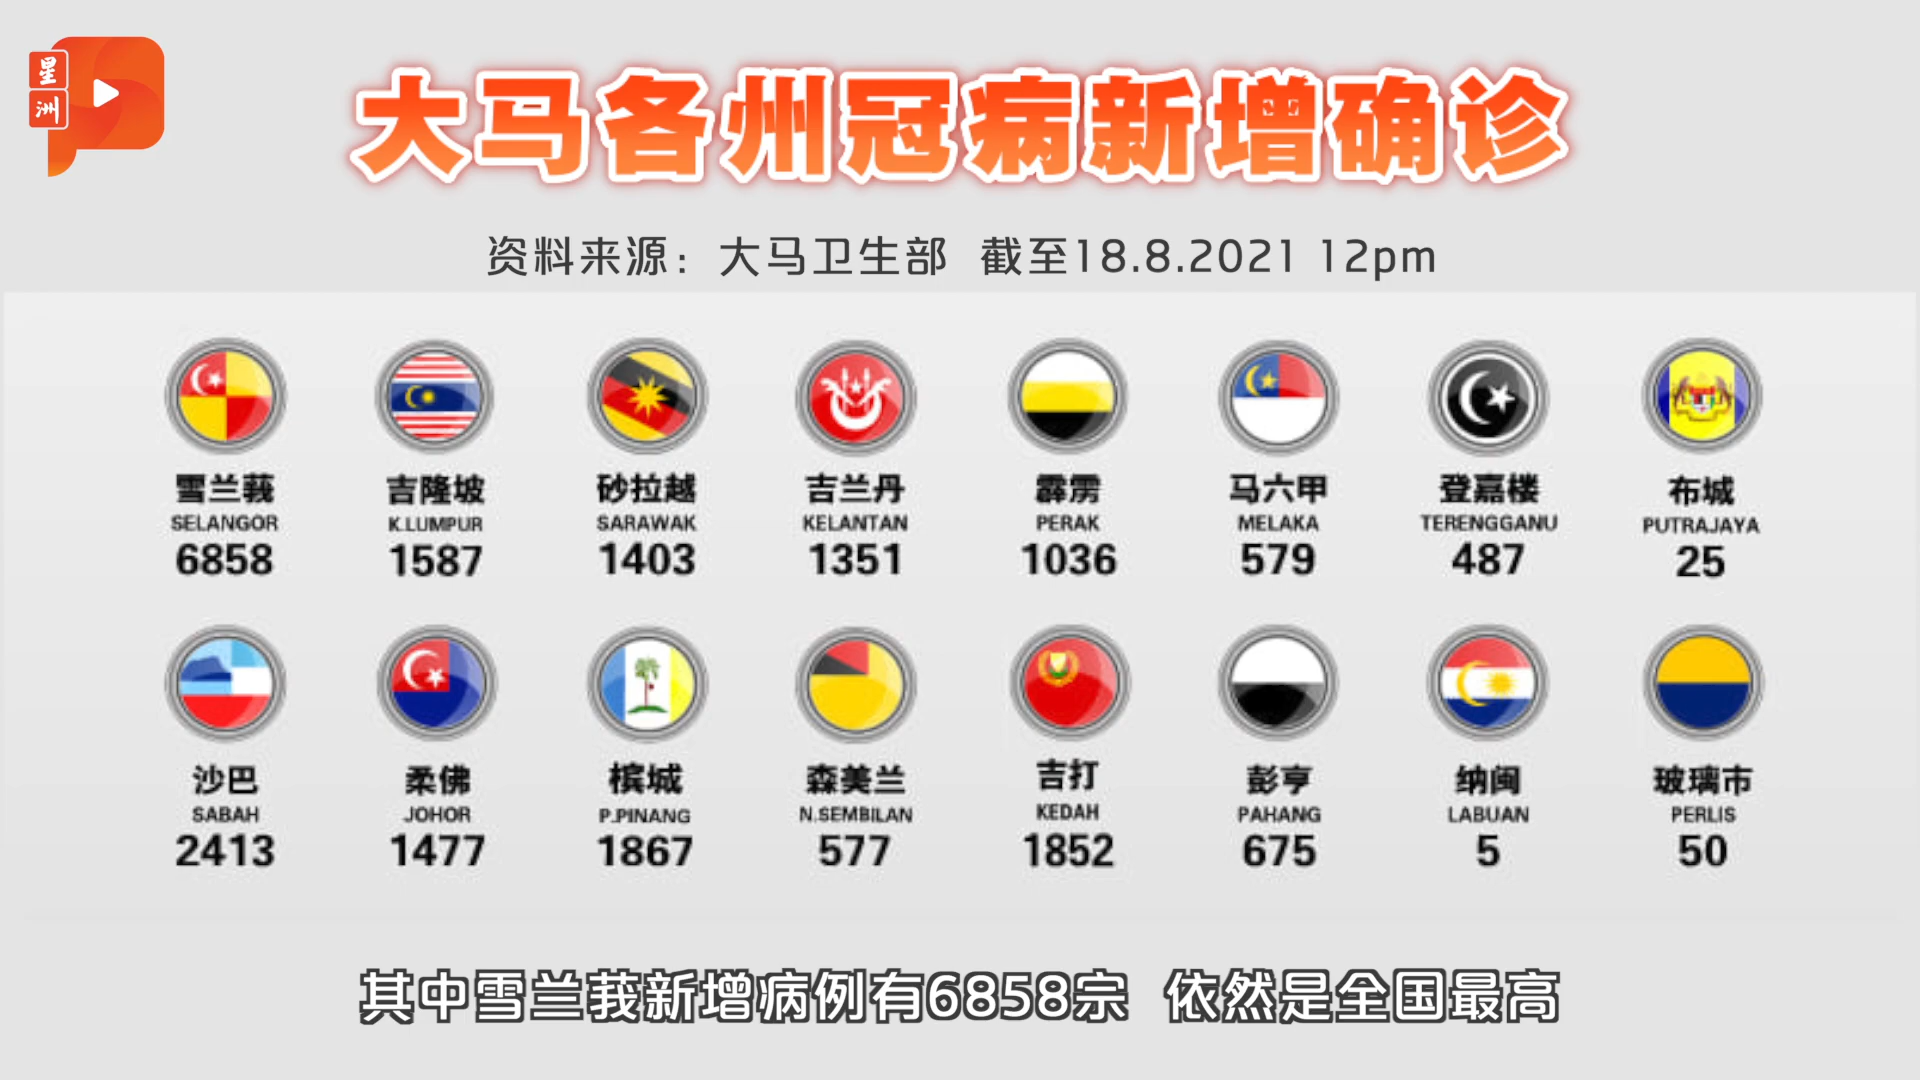 星洲
大马各州冠病新增确诊
资料来源：大马卫生部 截至18.8.2021 12pm
雪兰莪 吉隆坡 砂拉越 吉兰丹 霹雳 马六甲 登嘉楼 布城
SELANGOR K.LUMPUR SARAWAK KELANTAN PERAK MELAKA TERENGGANU PUTRAJAYA
6858 1587 1403 1351 1036 579 487 25
沙巴 柔佛 槟城 森美兰 吉打 彭亨 纳闽 玻璃市
SABAH JOHOR P.PINANG N.SEMBILAN KEDAH PAHANG LABUAN PERLIS
2413 1477 1867 577 1852 675 5 50
其中雪兰莪新增病例有6858宗 依然是全国最高